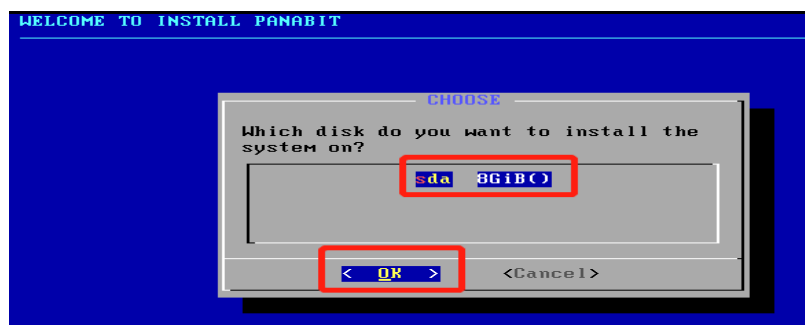 WELCOME TO INSTALL PANABIT
CHOOSE
Which disk do you want to install the
system on?
sda 8GiB()
< OK > <Cancel>